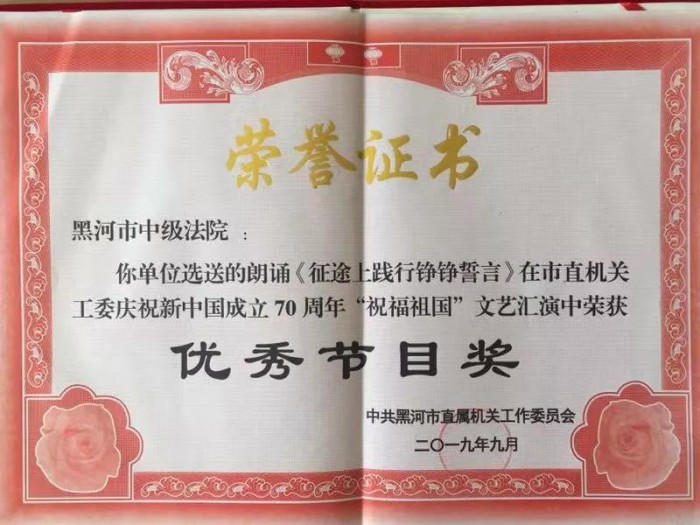 荣誉证书
黑河市中级法院：
你单位选送的朗诵《征途上践行铮铮誓言》在市直机关
工委庆祝新中国成立70周年“祝福祖国”文艺汇演中荣获
优秀节目奖
中共黑河市直属机关工作委员会
二〇一九年九月